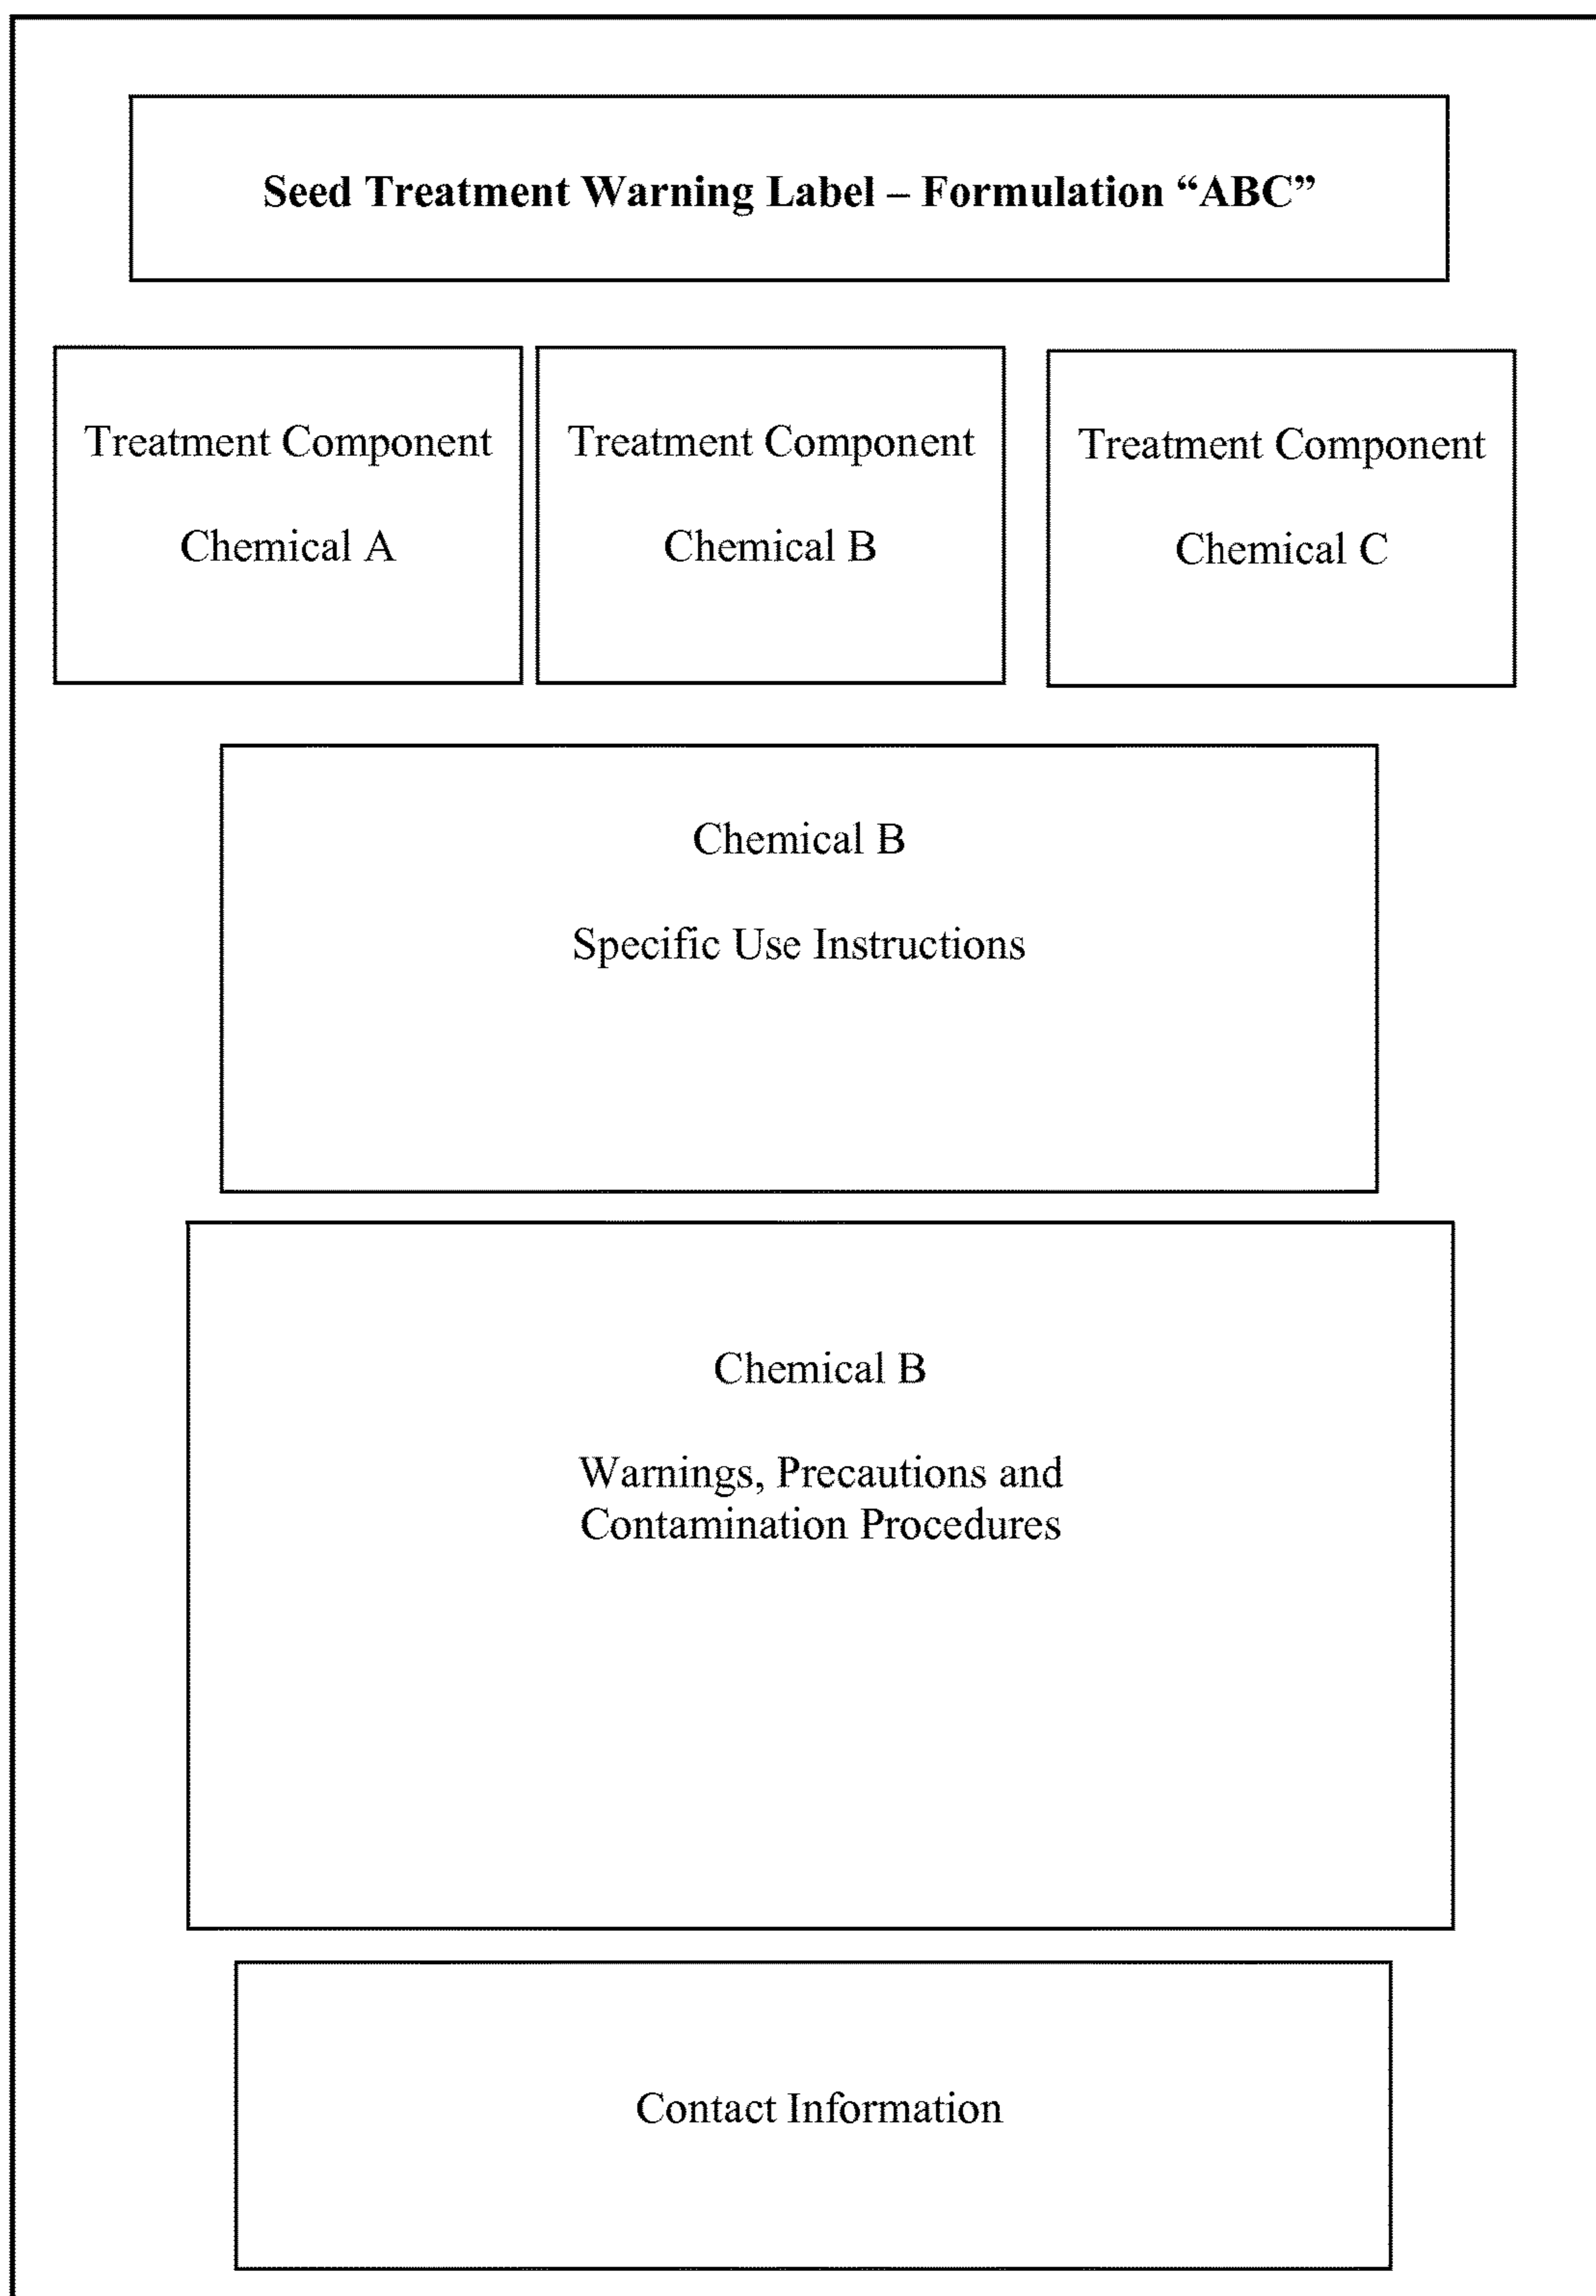 Seed Treatment Warning Label – Formulation “ABC”
Treatment Component
Chemical A
Treatment Component
Chemical B
Treatment Component
Chemical C
Chemical B
Specific Use Instructions
Chemical B
Warnings, Precautions and
Contamination Procedures
Contact Information